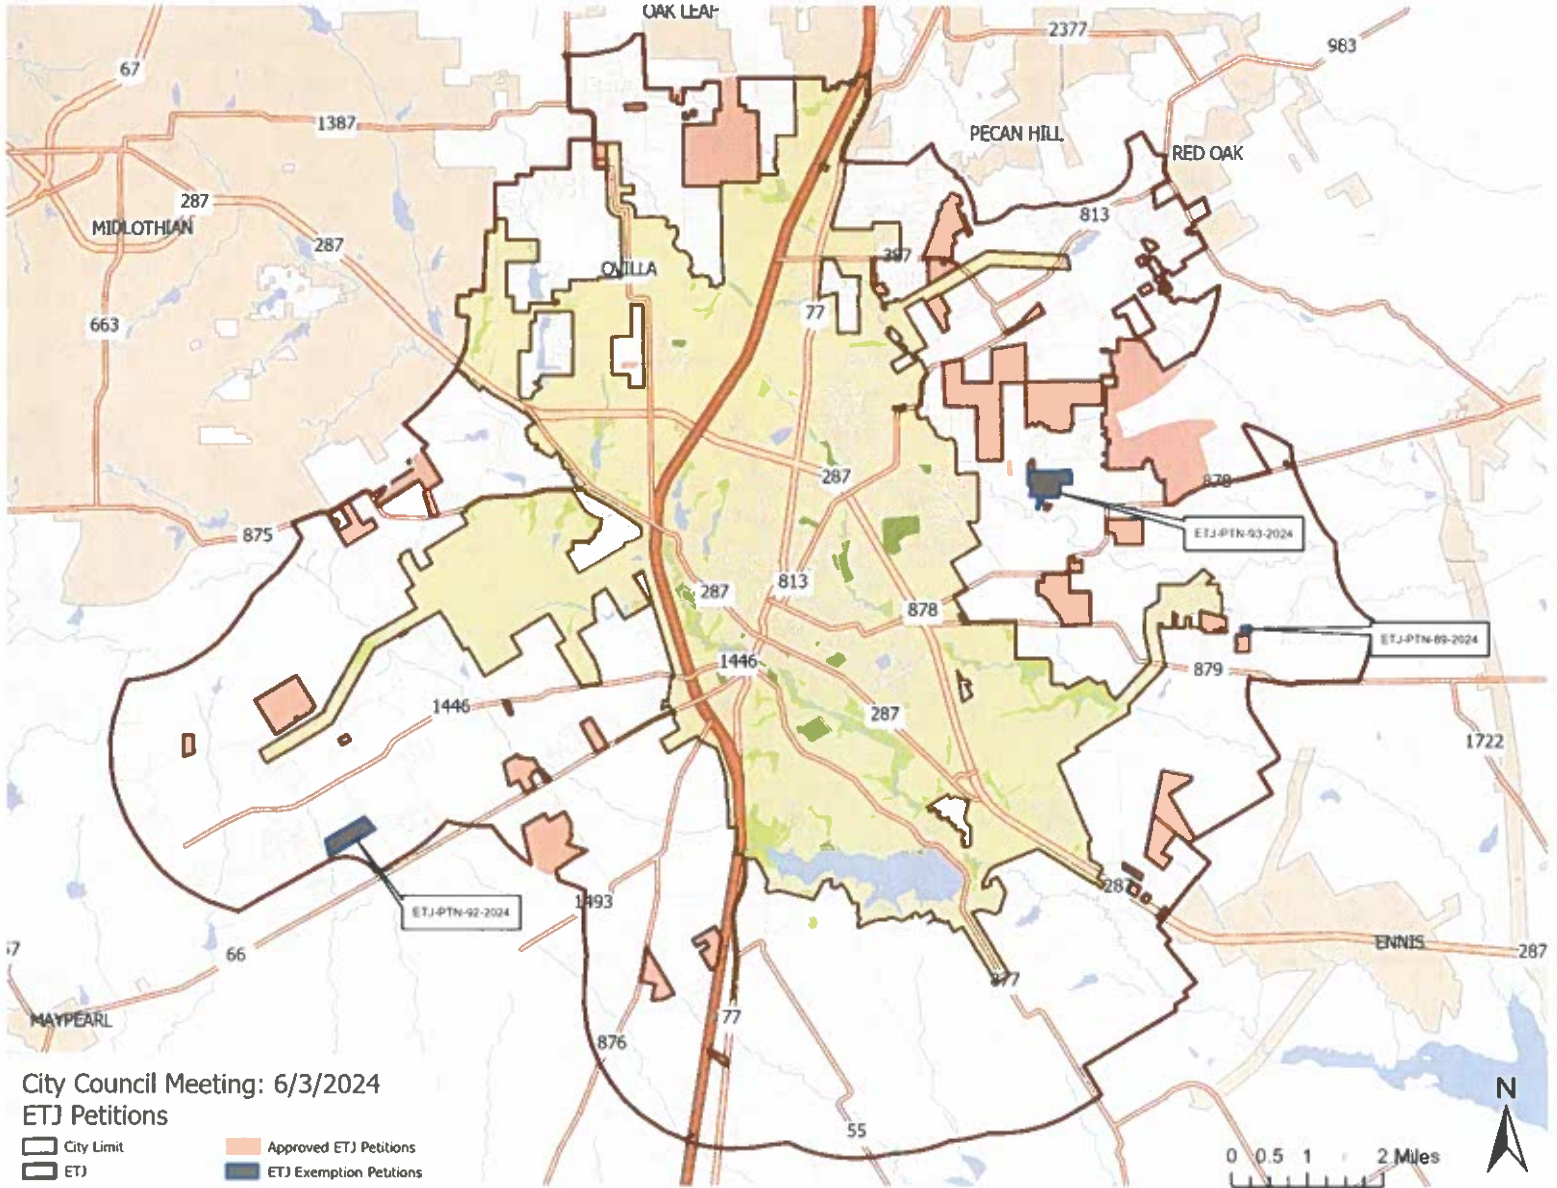 OAK LEAF
2377
983
67
1387
PECAN HILL
RED OAK
287
MIDLOTHIAN
813
287
397
OVILLA
77
663
287
878
875
ETJ-PTN-93-2024
287
813
878
ETJ-PTN-89-2024
1446
879
1446
287
1722
287
ETJ-PTN-92-2024
1493
66
ENNIS
287
67
877
MAYPEARL
77
876
55
City Council Meeting: 6/3/2024
ETJ Petitions
City Limit
ETJ
Approved ETJ Petitions
ETJ Exemption Petitions
N
0 0.5 1 2 Miles